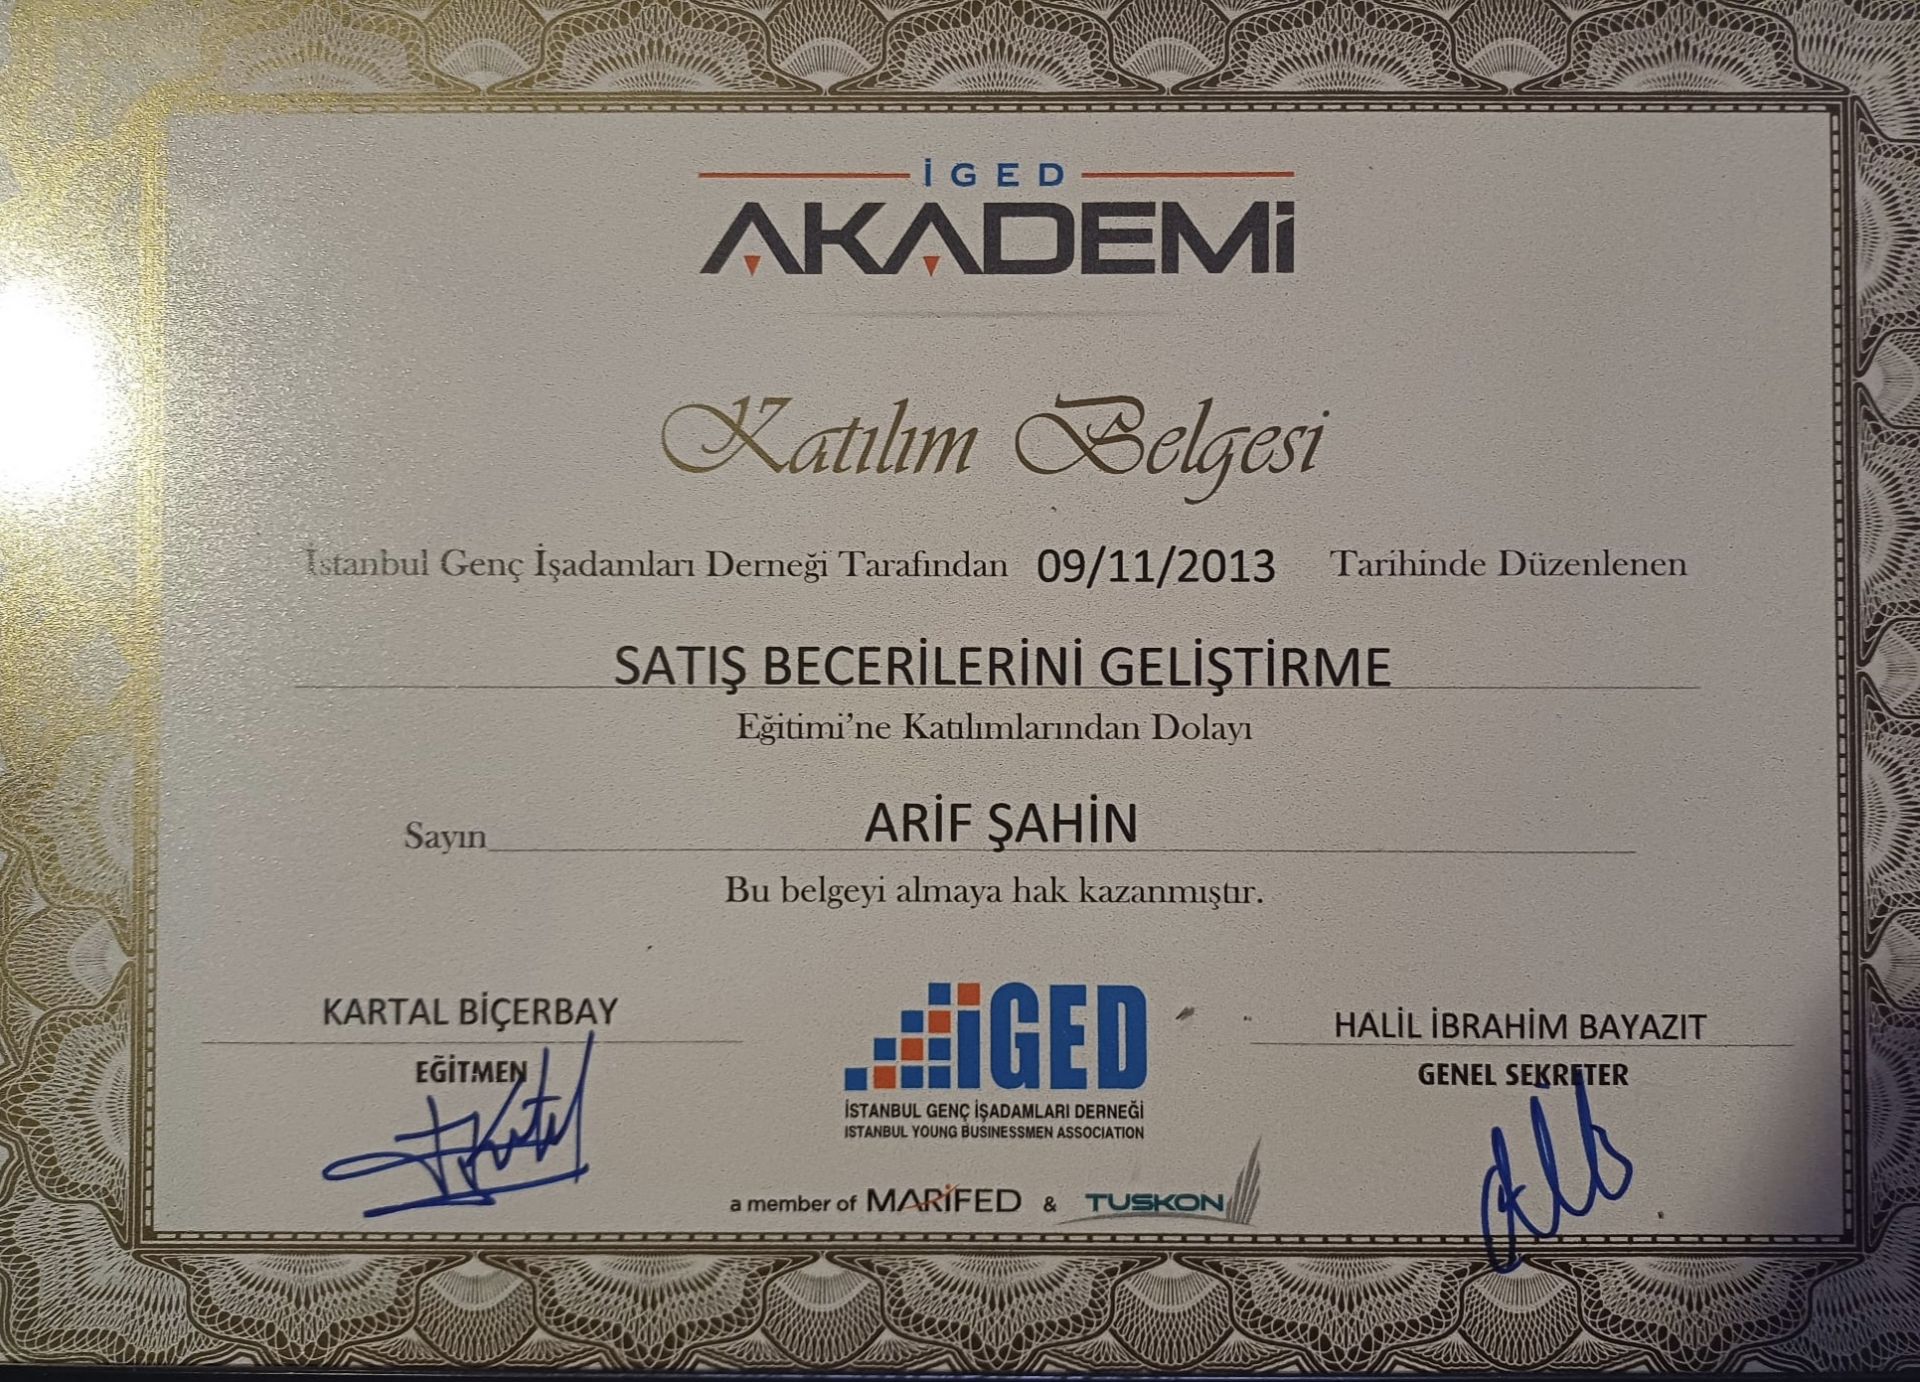 İGED
AKADEMİ
Katılım Belgesi
İstanbul Genç İşadamları Derneği Tarafından 09/11/2013 Tarihinde Düzenlenen
SATIŞ BECERİLERİNİ GELİŞTİRME
Eğitimi'ne Katılımlarından Dolayı
Sayın ARİF ŞAHİN
Bu belgeyi almaya hak kazanmıştır.
KARTAL BİÇERBAY
EĞİTMEN
İGED
İSTANBUL GENÇ İŞADAMLARI DERNEĞİ
ISTANBUL YOUNG BUSINESSMEN ASSOCIATION
a member of MARİFED & TUSKON
HALİL İBRAHİM BAYAZIT
GENEL SEKRETER